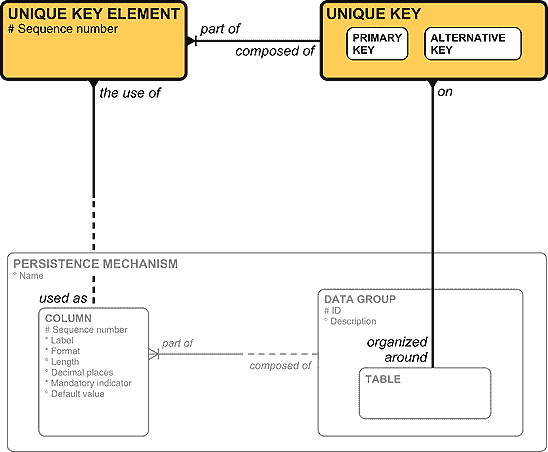 UNIQUE KEY ELEMENT
# Sequence number
part of
composed of
UNIQUE KEY
PRIMARY
KEY
ALTERNATIVE
KEY
the use of
on
PERSISTENCE MECHANISM
° Name
used as
COLUMN
# Sequence number
* Label
* Format
° Length
° Decimal places
* Mandatory indicator
° Default value
part of
composed of
DATA GROUP
# ID
° Description
organized
around
TABLE